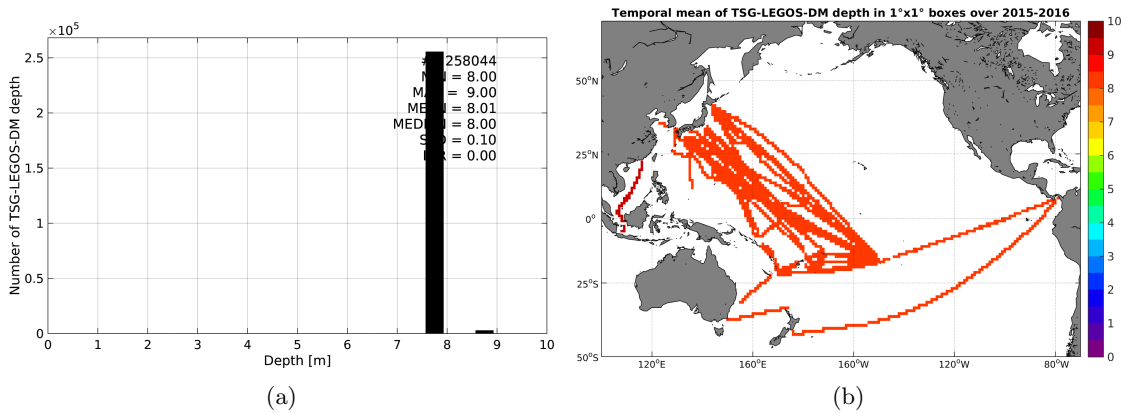 ×10⁵
2.5
2
1.5
1
0.5
0
0 1 2 3 4 5 6 7 8 9 10
Number of TSG-LEGOS-DM depth
Depth [m]
258044
= 8.00
= 9.00
= 8.01
= 8.00
= 0.10
= 0.00
(a)
Temporal mean of TSG-LEGOS-DM depth in 1°x1° boxes over 2015-2016
50°N
25°N
0°
25°S
50°S
120°E 160°E 160°W 120°W 80°W
10
9
8
7
6
5
4
3
2
1
0
(b)